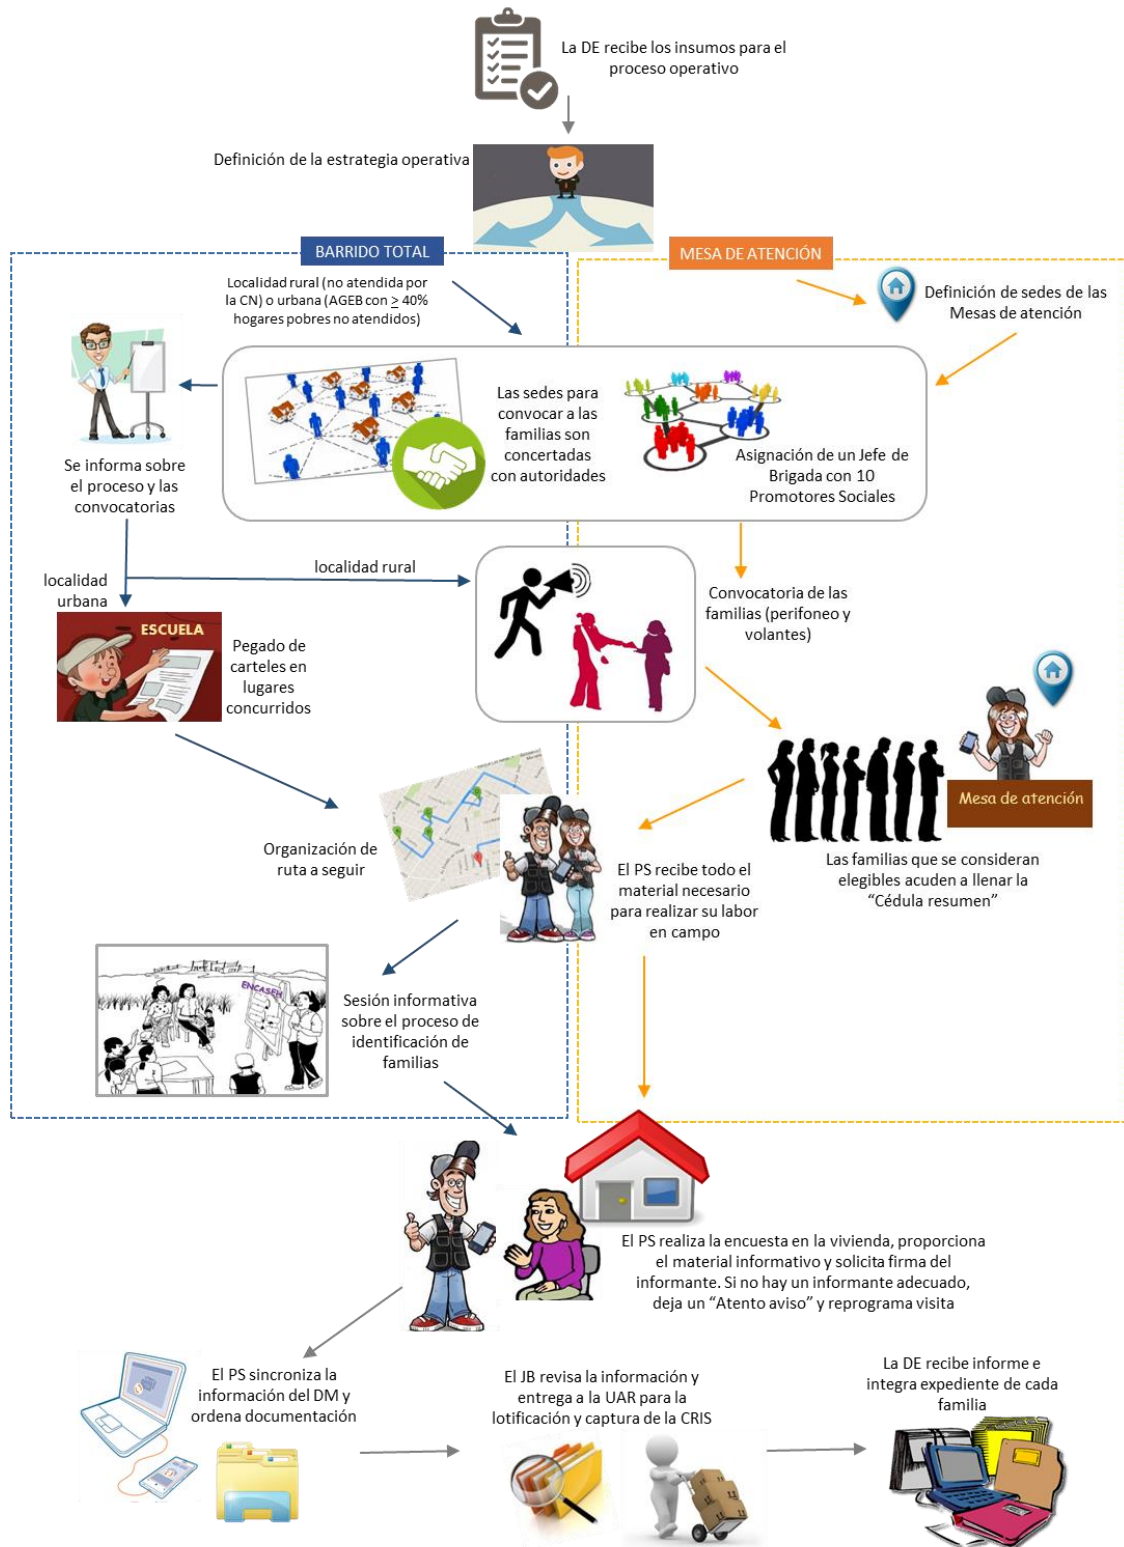 La DE recibe los insumos para el
proceso operativo
Definición de la estrategia operativa
BARRIDO TOTAL
MESA DE ATENCIÓN
Localidad rural (no atendida por
la CN) o urbana (AGEB con ≥ 40%
hogares pobres no atendidos)
Definición de sedes de las
Mesas de atención
Las sedes para
convocar a las
familias son
concertadas
con autoridades
Asignación de un Jefe de
Brigada con 10
Promotores Sociales
Se informa sobre
el proceso y las
convocatorias
localidad rural
localidad
urbana
Convocatoria de las
familias (perifoneo y
volantes)
ESCUELA
Pegado de
carteles en
lugares
concurridos
Mesa de atención
Organización de
ruta a seguir
El PS recibe todo el
material necesario
para realizar su labor
en campo
Las familias que se consideran
elegibles acuden a llenar la
“Cédula resumen”
ENCASEH
Sesión informativa
sobre el proceso de
identificación de
familias
El PS realiza la encuesta en la vivienda, proporciona
el material informativo y solicita firma del
informante. Si no hay un informante adecuado,
deja un “Atento aviso” y reprograma visita
El PS sincroniza la
información del DM y
ordena documentación
El JB revisa la información y
entrega a la UAR para la
lotificación y captura de la CRIS
La DE recibe informe e
integra expediente de cada
familia